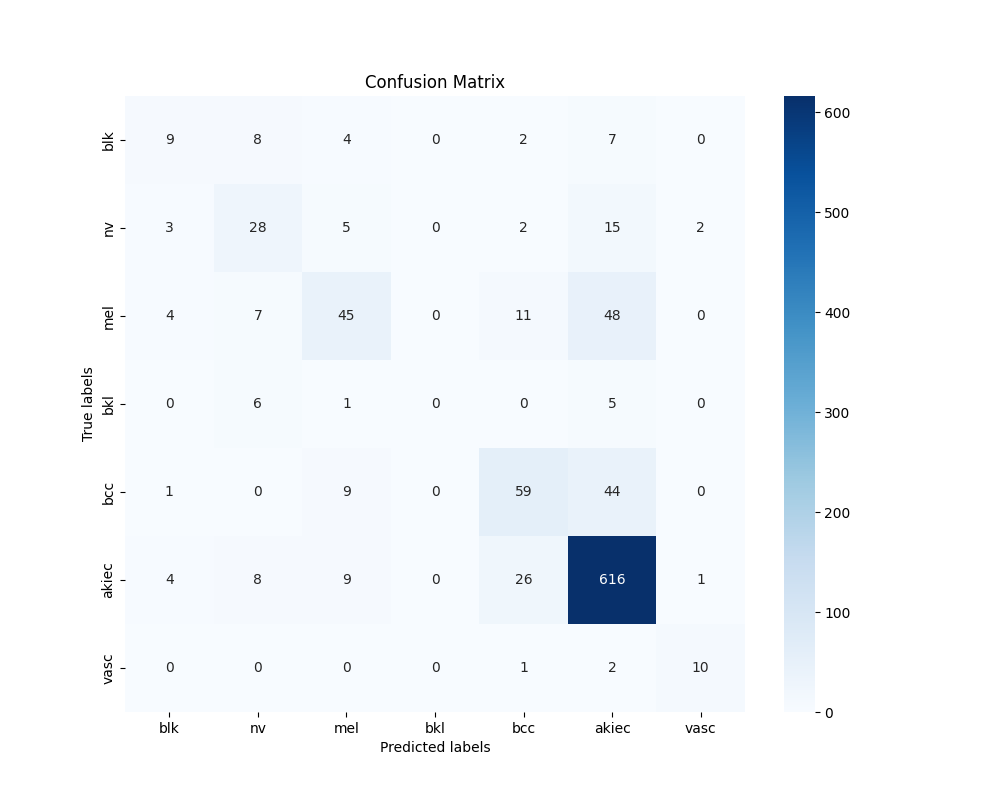 Confusion Matrix
blk 9 8 4 0 2 7 0
nv 3 28 5 0 2 15 2
mel 4 7 45 0 11 48 0
bkl 0 6 1 0 0 5 0
bcc 1 0 9 0 59 44 0
akiec 4 8 9 0 26 616 1
vasc 0 0 0 0 1 2 10
blk nv mel bkl bcc akiec vasc
Predicted labels
True labels
600
500
400
300
200
100
0